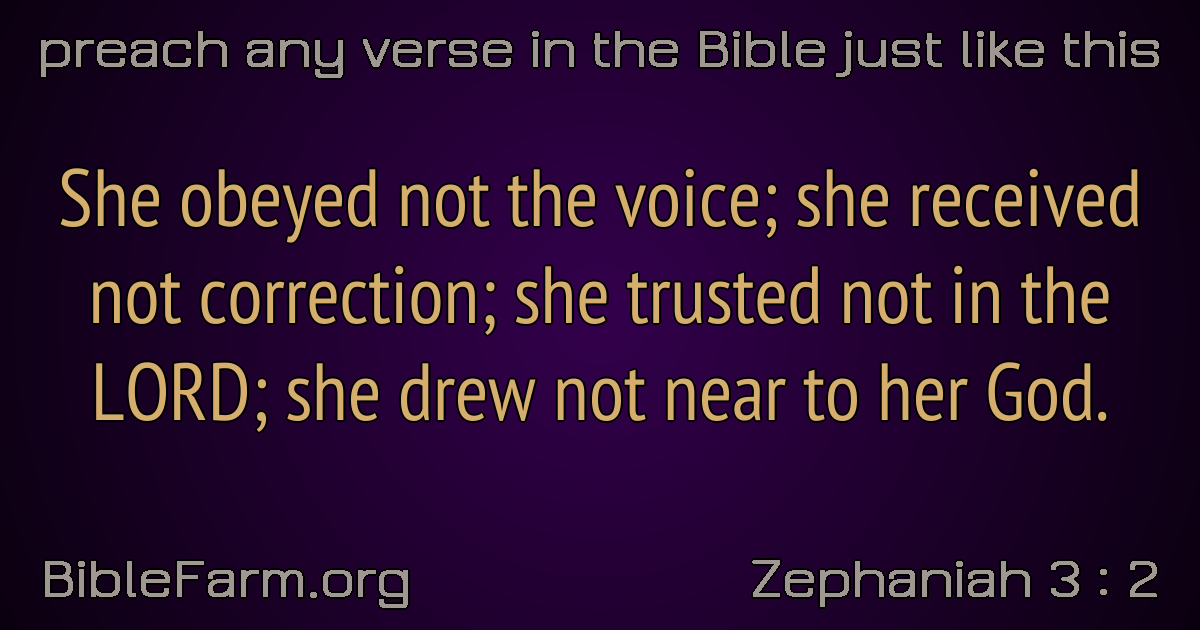 preach any verse in the Bible just like this
She obeyed not the voice; she received
not correction; she trusted not in the
LORD; she drew not near to her God.
BibleFarm.org
Zephaniah 3 : 2